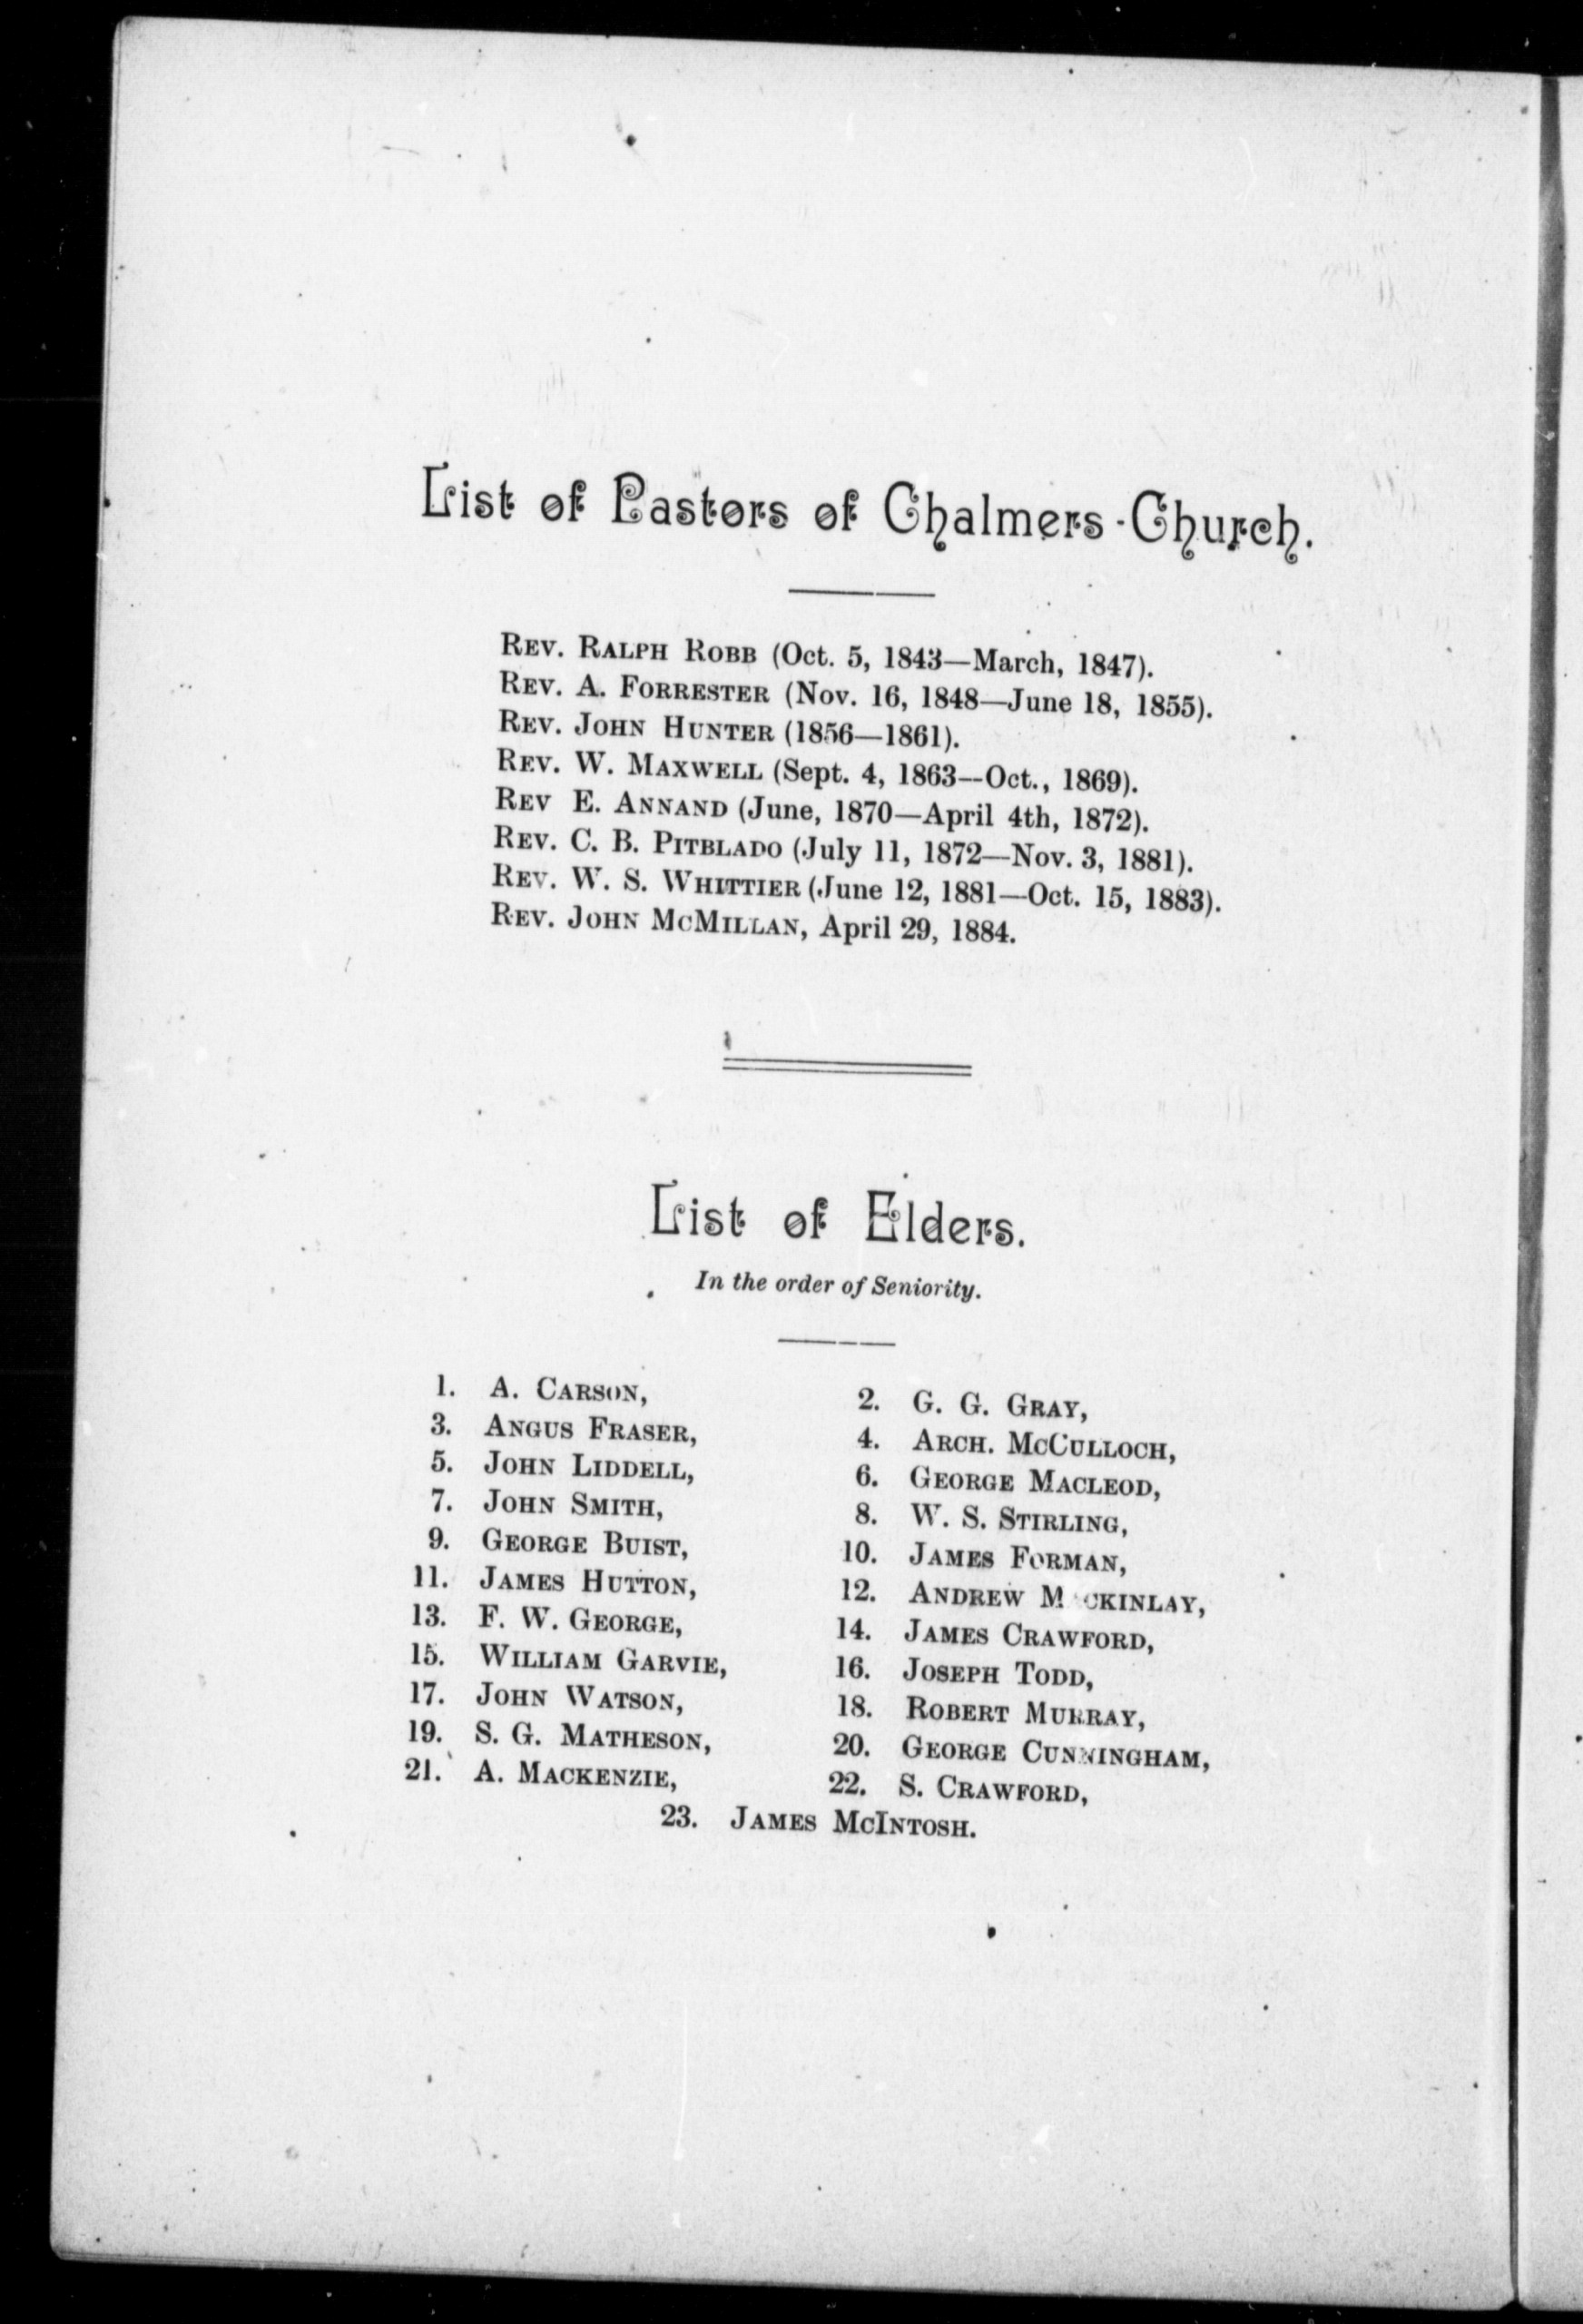 List of Pastors of Chalmers-Church.
REV. RALPH ROBB (Oct. 5, 1843—March, 1847).
REV. A. FORRESTER (Nov. 16, 1848—June 18, 1855).
REV. JOHN HUNTER (1856—1861).
REV. W. MAXWELL (Sept. 4, 1863—Oct., 1869).
REV E. ANNAND (June, 1870—April 4th, 1872).
REV. C. B. PITBLADO (July 11, 1872—Nov. 3, 1881).
REV. W. S. WHITTIER (June 12, 1881—Oct. 15, 1883).
REV. JOHN MCMILLAN, April 29, 1884.
List of Elders.
In the order of Seniority.
1. A. CARSON, 2. G. G. GRAY,
3. ANGUS FRASER, 4. ARCH. MCCULLOCH,
5. JOHN LIDDELL, 6. GEORGE MACLEOD,
7. JOHN SMITH, 8. W. S. STIRLING,
9. GEORGE BUIST, 10. JAMES FORMAN,
11. JAMES HUTTON, 12. ANDREW MACKINLAY,
13. F. W. GEORGE, 14. JAMES CRAWFORD,
15. WILLIAM GARVIE, 16. JOSEPH TODD,
17. JOHN WATSON, 18. ROBERT MURRAY,
19. S. G. MATHESON, 20. GEORGE CUNNINGHAM,
21. A. MACKENZIE, 22. S. CRAWFORD,
23. JAMES MCINTOSH.